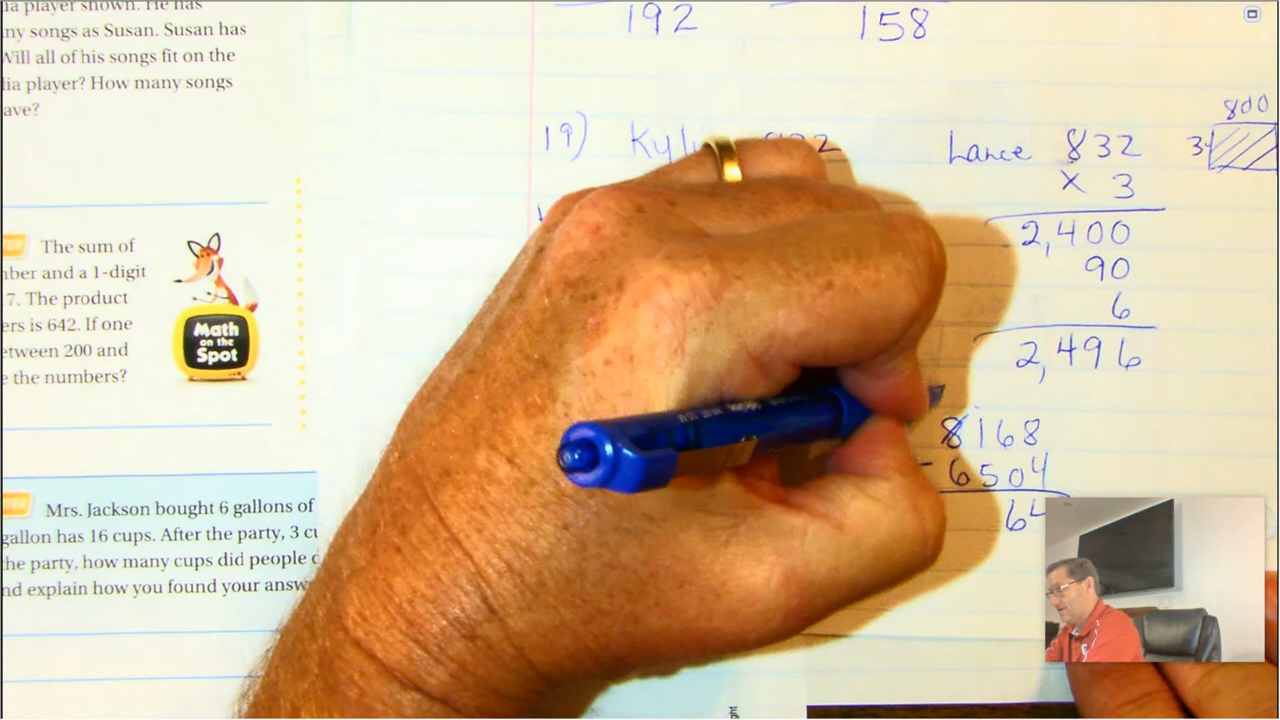 lia player shown. He has
ny songs as Susan. Susan has
Will all of his songs fit on the
lia player? How many songs
ave?
The sum of
ber and a 1-digit
7. The product
ers is 642. If one
etween 200 and
e the numbers?
Math
on the
Spot
Mrs. Jackson bought 6 gallons of
gallon has 16 cups. After the party, 3 cu
the party, how many cups did people d
nd explain how you found your answ
192
158
19)
Lance 832
x 3
2,400
90
6
2,496
800
3
8168
- 6504
64